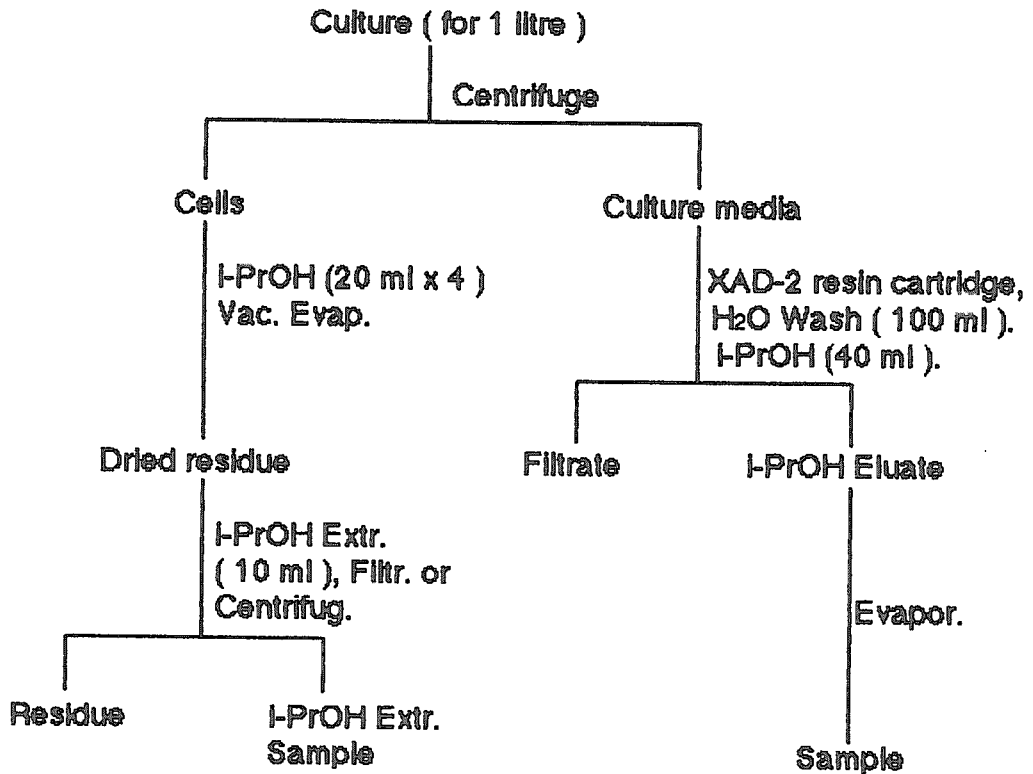 Culture ( for 1 litre )
Centrifuge
Cells
Culture media
i-PrOH (20 ml x 4 )
Vac. Evap.
XAD-2 resin cartridge,
H2O Wash ( 100 ml ).
i-PrOH (40 ml ).
Dried residue
Filtrate
i-PrOH Eluate
i-PrOH Extr.
( 10 ml ), Filtr. or
Centrifug.
Evapor.
Residue
i-PrOH Extr.
Sample
Sample